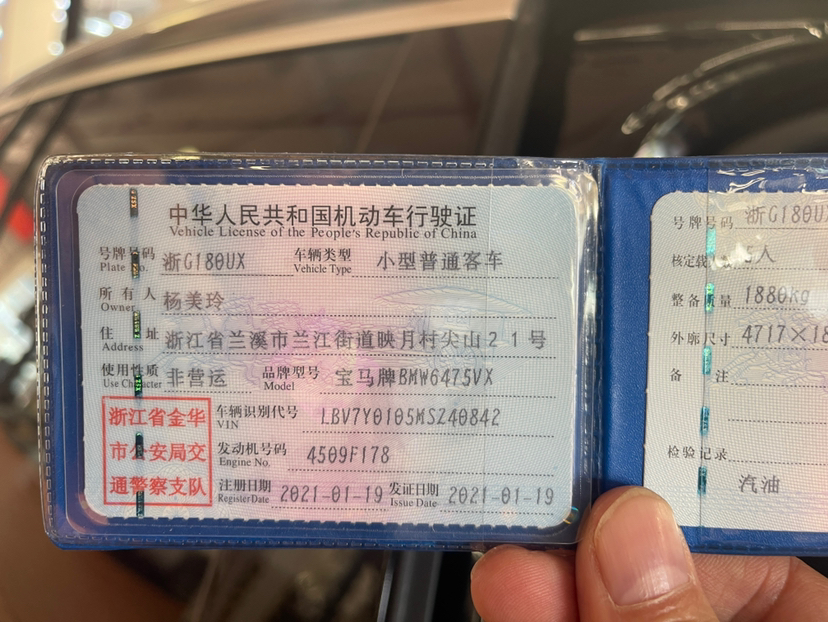 中华人民共和国机动车行驶证
Vehicle License of the People's Republic of China
号牌号码 浙G180UX 车辆类型 小型普通客车
Plate No. Vehicle Type
所有人 杨美玲
Owner
住址 浙江省兰溪市兰江街道映月村尖山21号
Address
使用性质 非营运 品牌型号 宝马牌BMW6475VX
Use Character Model
浙江省金华
市公安局交
通警察支队
车辆识别代号 LBV7Y0105MSZ40842
VIN
发动机号码 4509F178
Engine No.
注册日期 2021-01-19 发证日期 2021-01-19
Register Date Issue Date
号牌号码 浙G180U
核定载人数 5人
整备质量 1880kg
外廓尺寸 4717×18
备注
检验记录
汽油